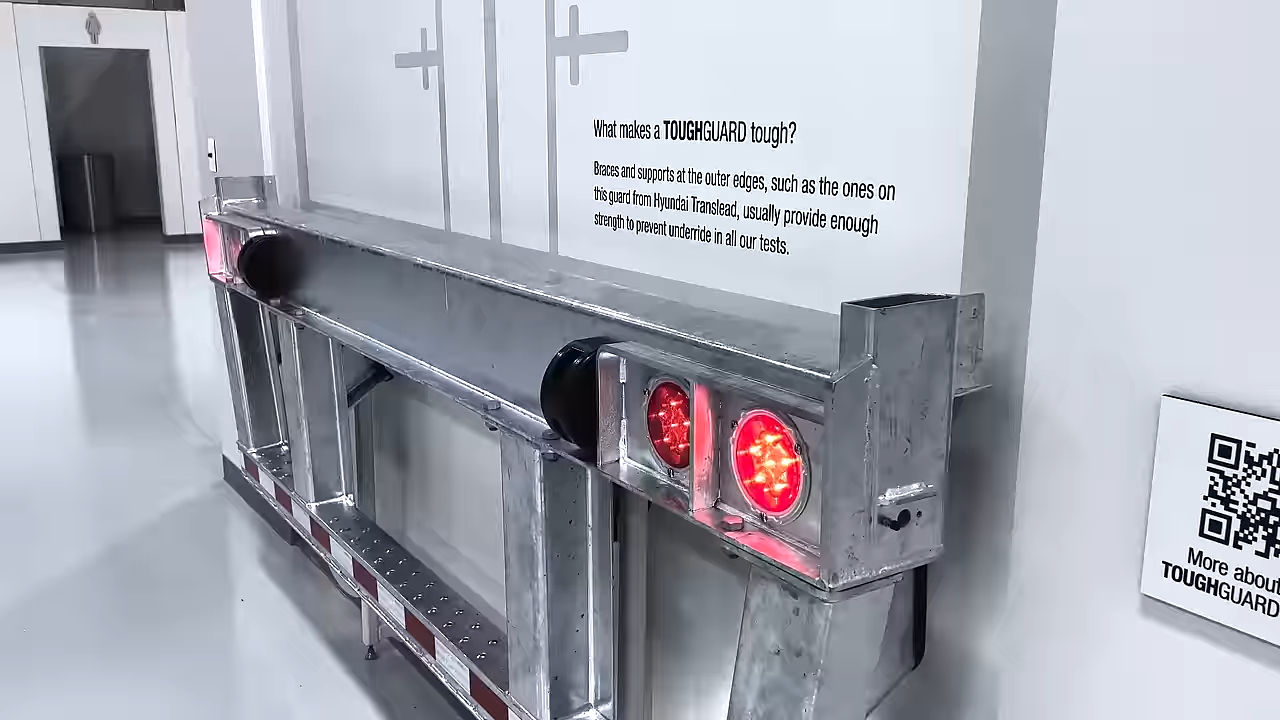 What makes a TOUGHGUARD tough?
Braces and supports at the outer edges, such as the ones on
this guard from Hyundai Translead, usually provide enough
strength to prevent underride in all our tests.
More about
TOUGHGUARD